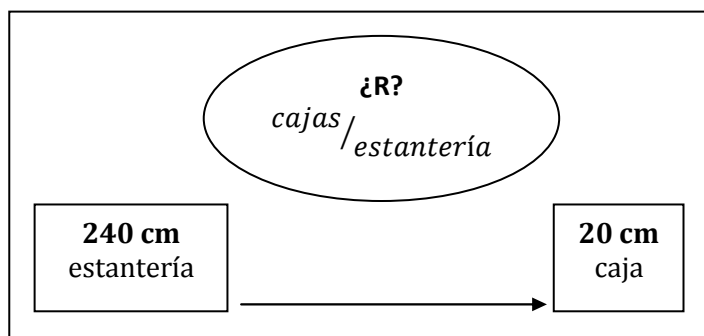 ¿R?
cajas/estantería
240 cm
estantería
20 cm
caja